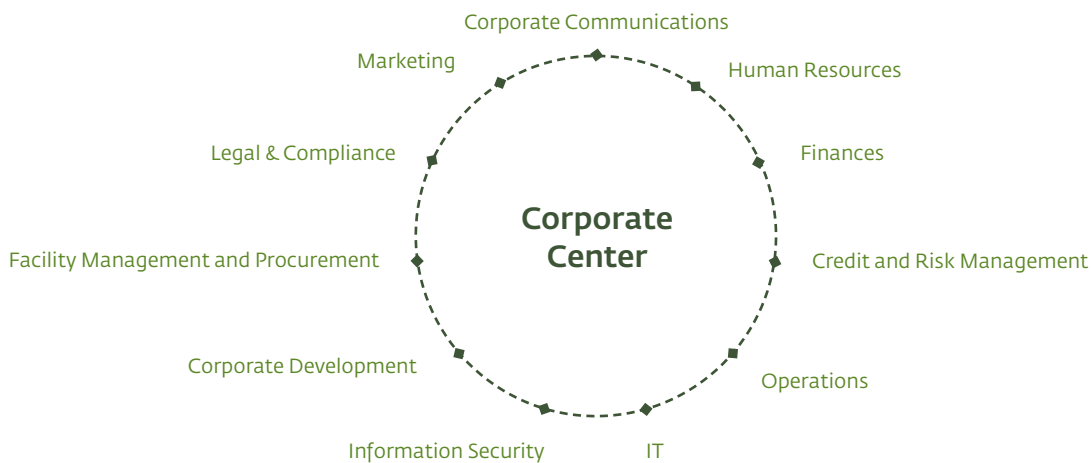 Corporate Communications
Marketing
Human Resources
Legal & Compliance
Finances
Corporate
Center
Facility Management and Procurement
Credit and Risk Management
Corporate Development
Operations
Information Security
IT